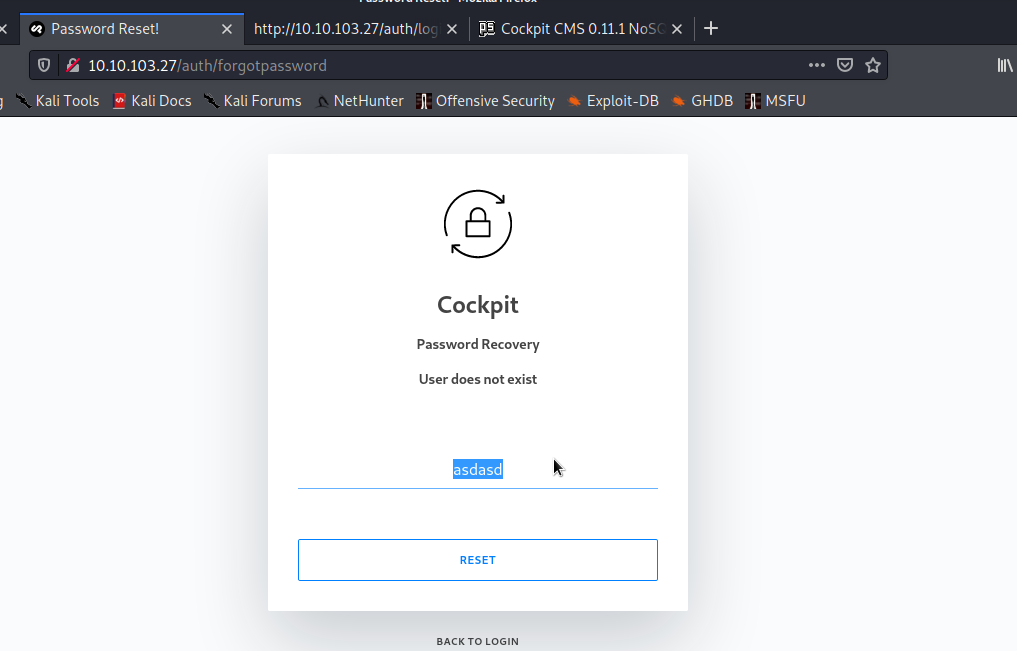 Password Reset! - Mozilla Firefox
Password Reset! http://10.10.103.27/auth/log Cockpit CMS 0.11.1 NoSQ
10.10.103.27/auth/forgotpassword
g Kali Tools Kali Docs Kali Forums NetHunter Offensive Security Exploit-DB GHDB MSFU
Cockpit
Password Recovery
User does not exist
asdasd
RESET
BACK TO LOGIN